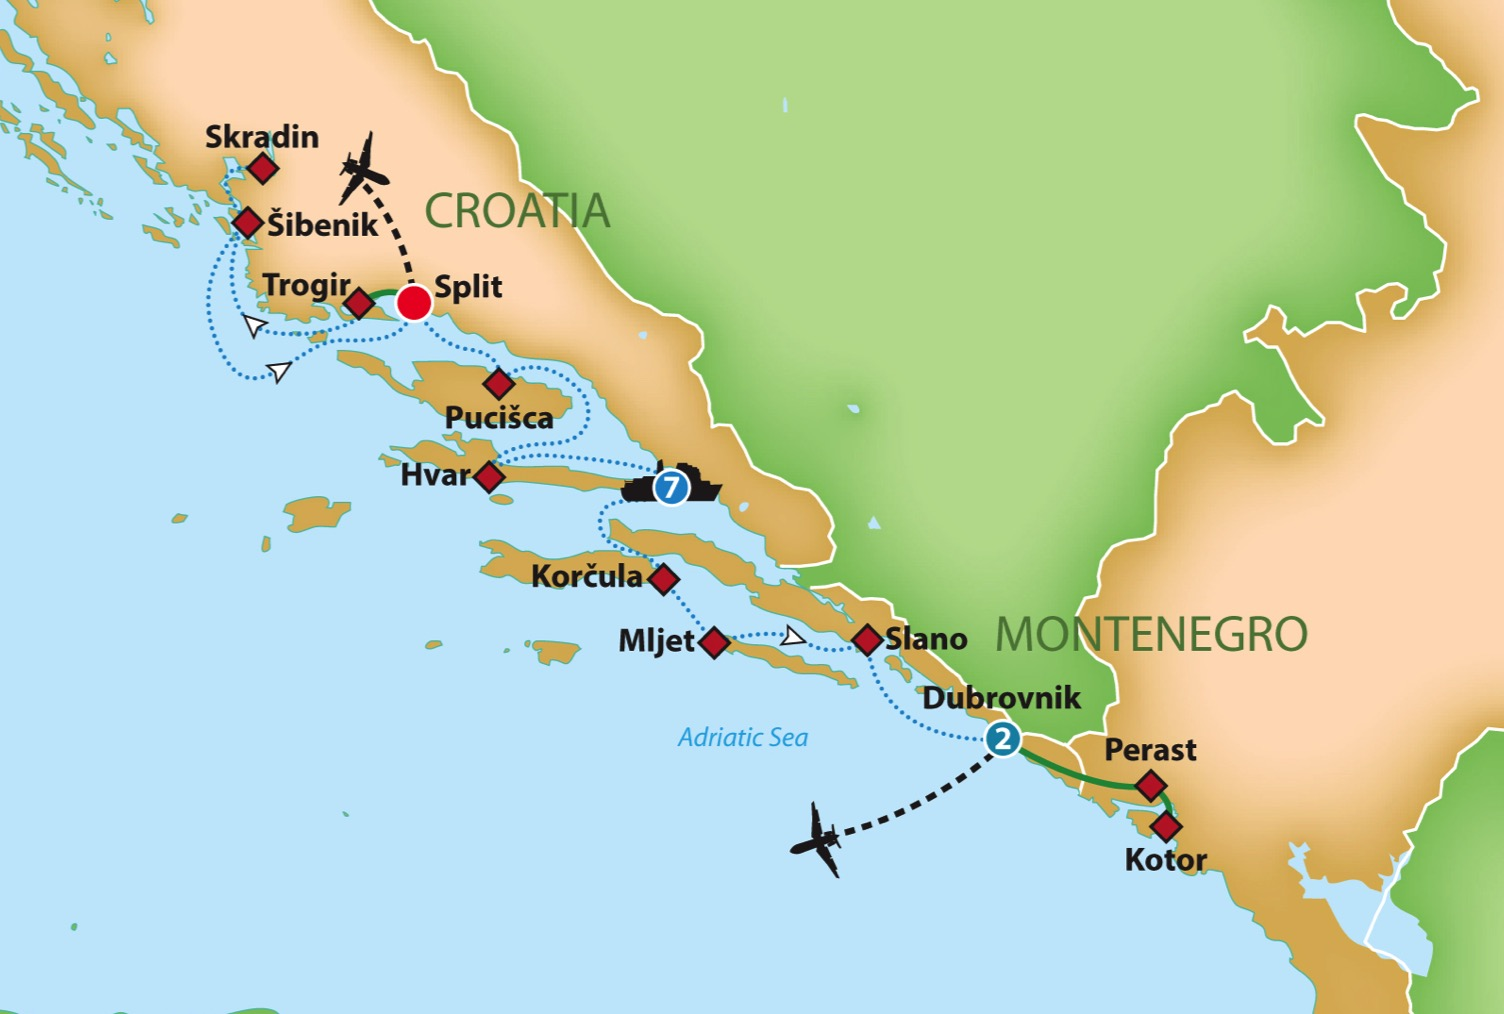 Skradin
CROATIA
Šibenik
Trogir
Split
Pucišca
Hvar
7
Korčula
Mljet
Slano
MONTENEGRO
Dubrovnik
2
Adriatic Sea
Perast
Kotor